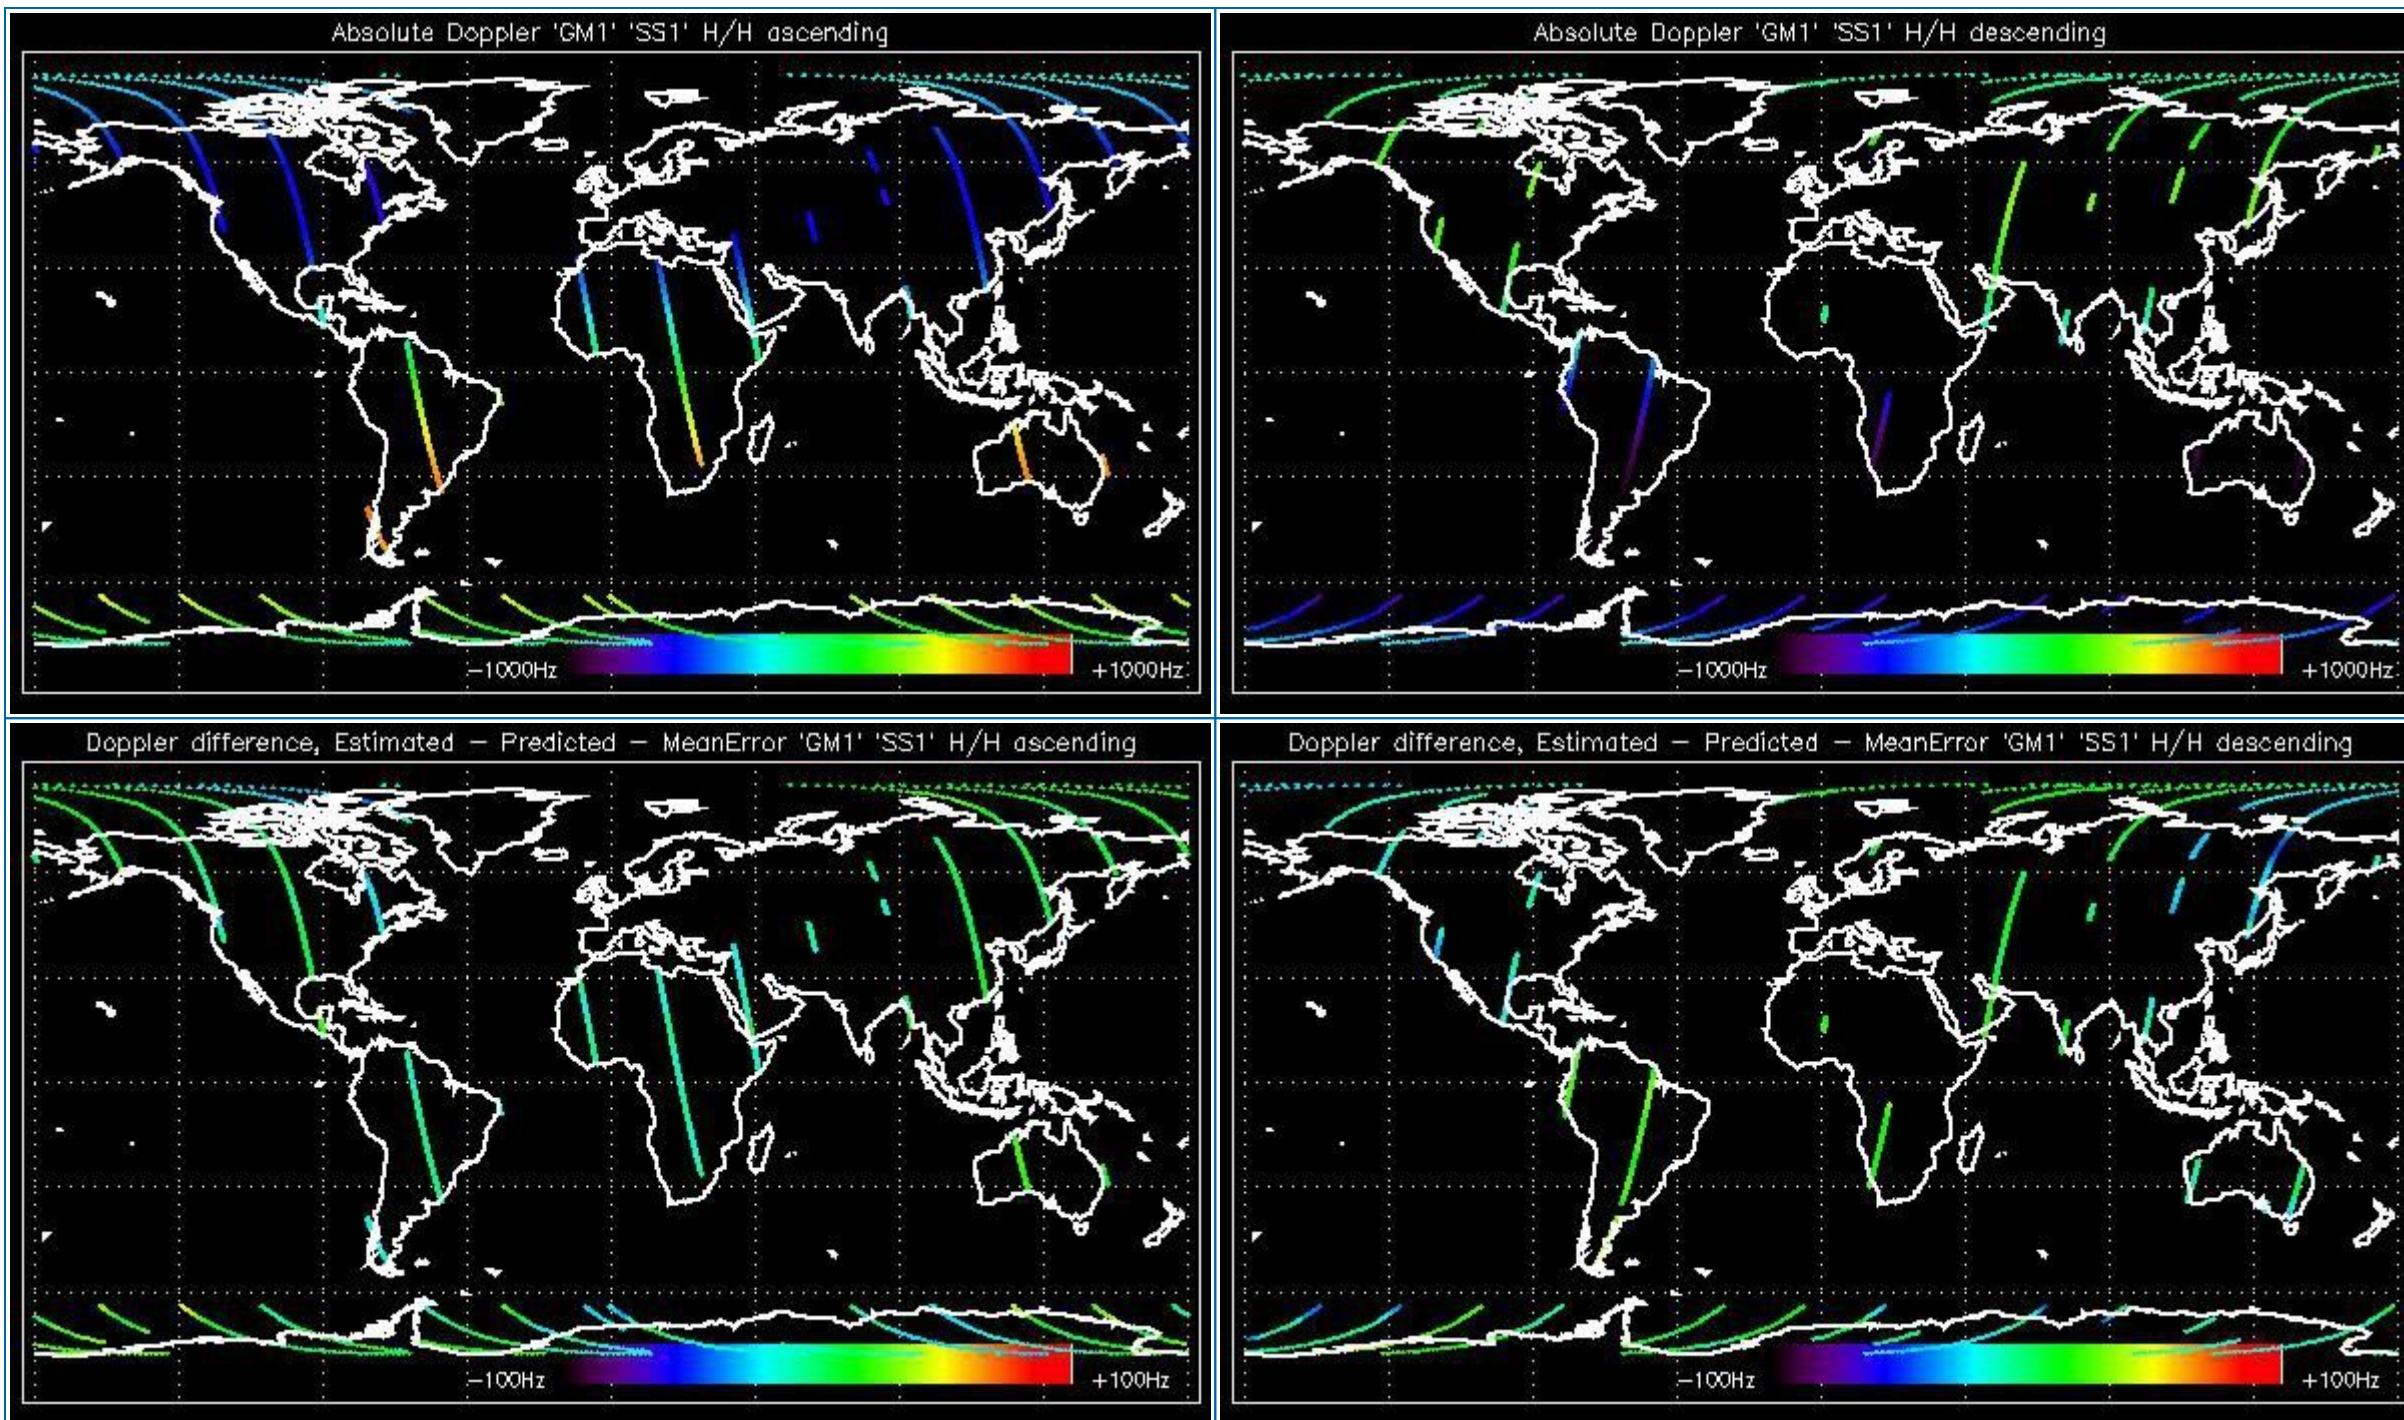 Absolute Doppler 'GM1' 'SS1' H/H ascending
-1000Hz
+1000Hz
Absolute Doppler 'GM1' 'SS1' H/H descending
-1000Hz
+1000Hz
Doppler difference, Estimated - Predicted - MeanError 'GM1' 'SS1' H/H ascending
-100Hz
+100Hz
Doppler difference, Estimated - Predicted - MeanError 'GM1' 'SS1' H/H descending
-100Hz
+100Hz